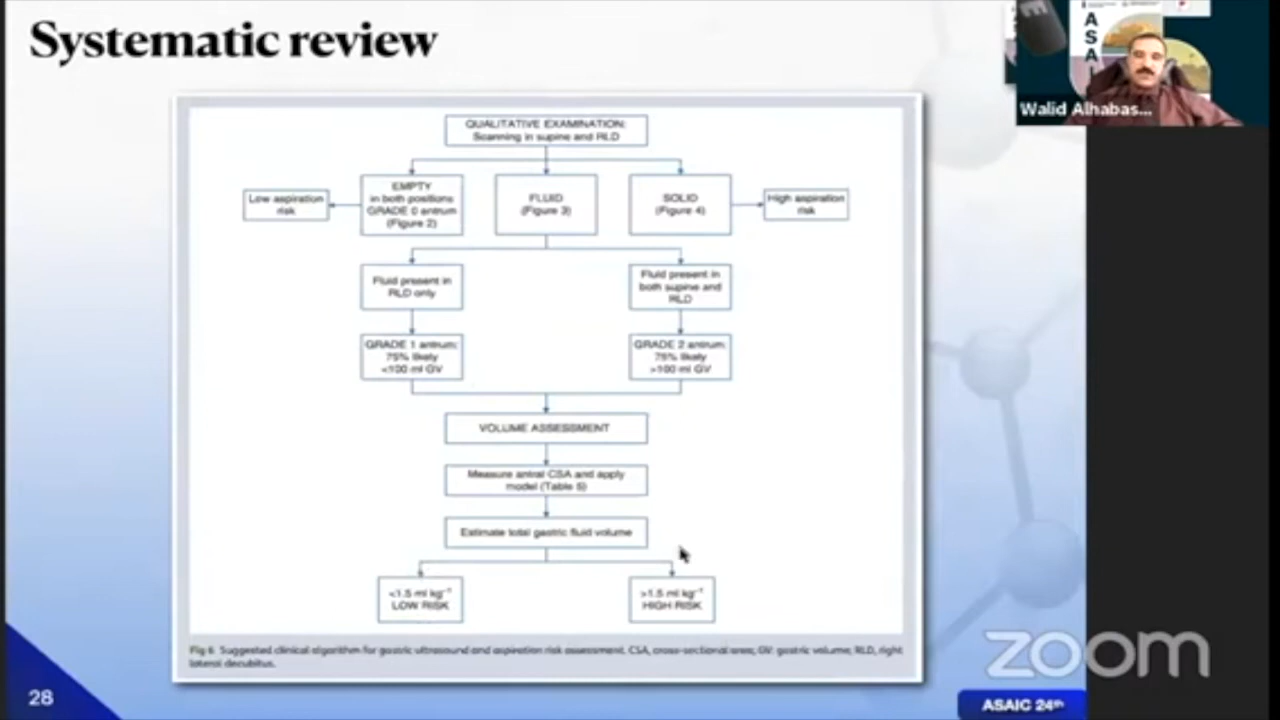 Systematic review
ASA
Walid Alhabas...
QUALITATIVE EXAMINATION:
Scanning in supine and RLD
Low aspiration
risk
EMPTY
in both positions
GRADE 0 antrum
(Figure 2)
FLUID
(Figure 3)
SOLID
(Figure 4)
High aspiration
risk
Fluid present in
RLD only
Fluid present in
both supine and
RLD
GRADE 1 antrum:
75% likely
<100 ml GV
GRADE 2 antrum:
75% likely
>100 ml GV
VOLUME ASSESSMENT
Measure antral CSA and apply
model (Table 5)
Estimate total gastric fluid volume
<1.5 ml kg⁻¹
LOW RISK
>1.5 ml kg⁻¹
HIGH RISK
Fig 6 Suggested clinical algorithm for gastric ultrasound and aspiration risk assessment. CSA, cross-sectional area; GV: gastric volume; RLD, right
lateral decubitus.
zoom
28
ASAIC 24th